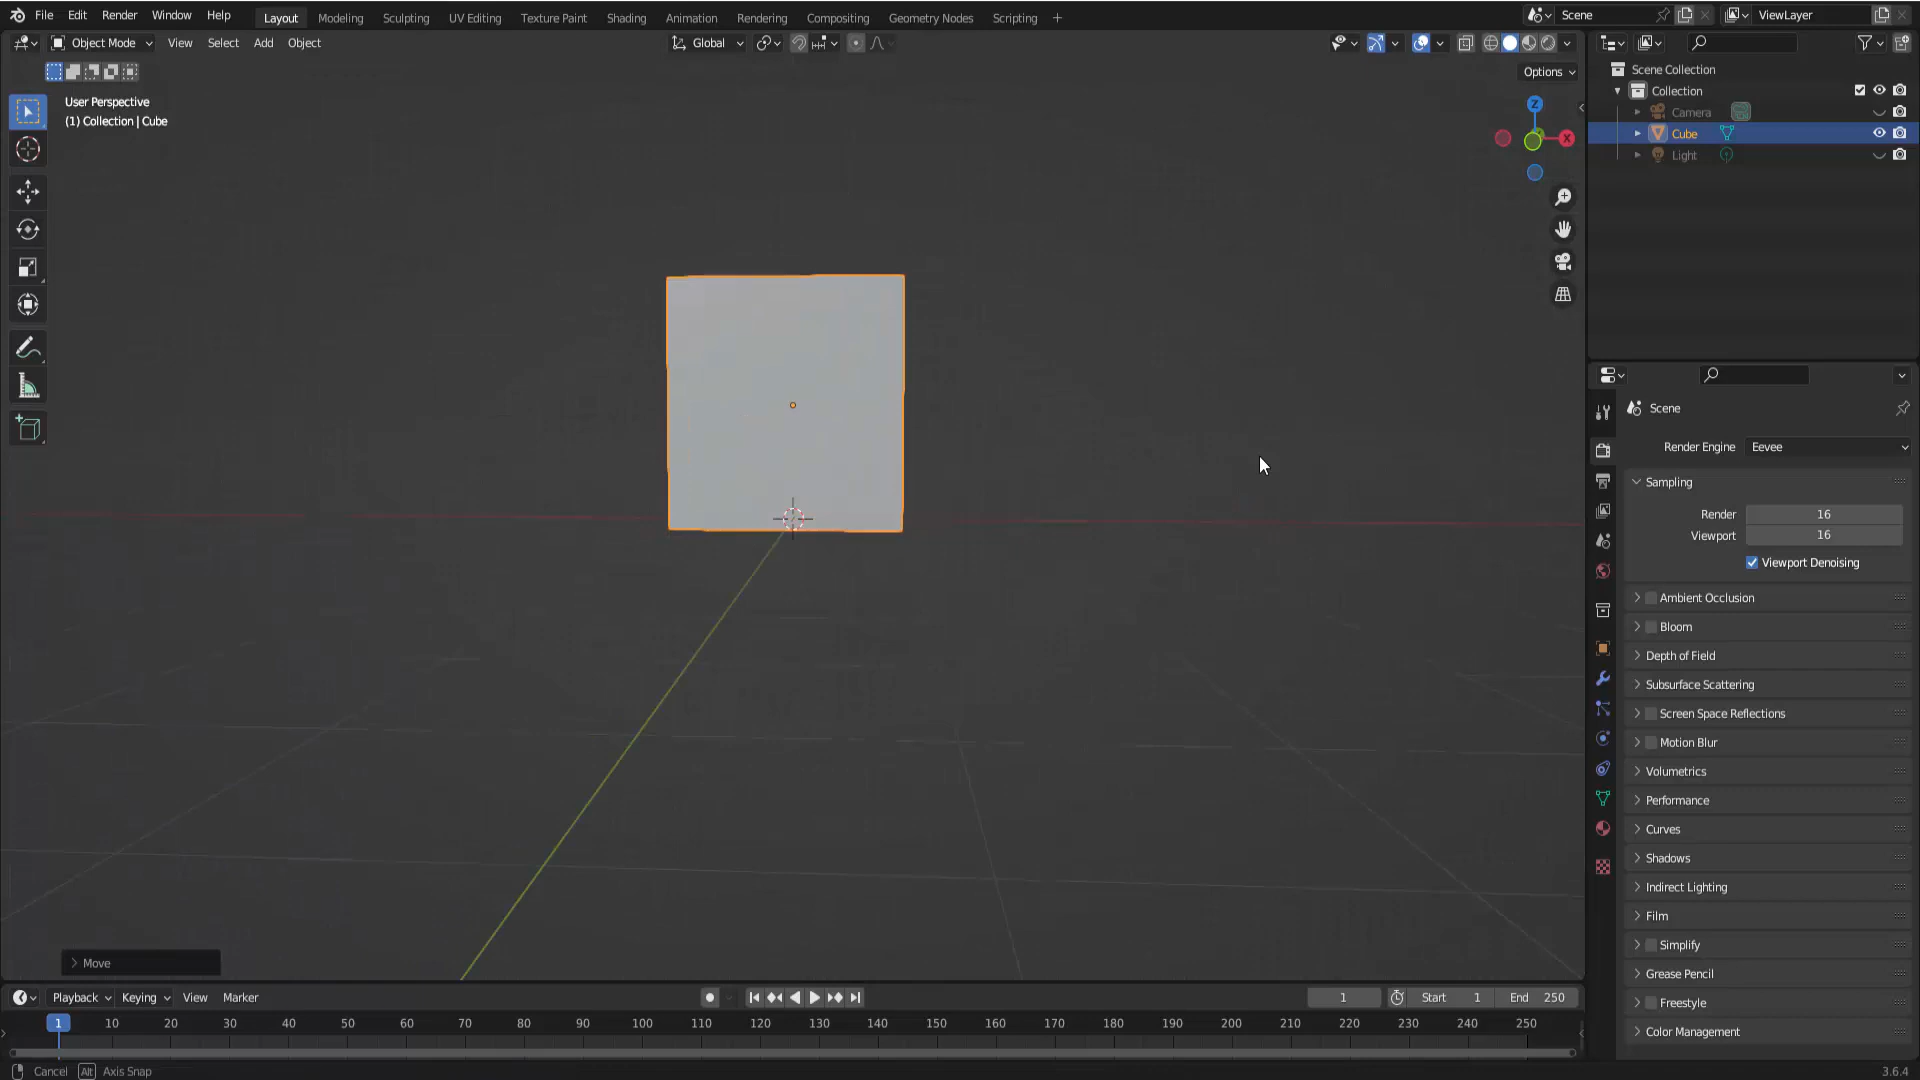 File Edit Render Window Help Layout Modeling Sculpting UV Editing Texture Paint Shading Animation Rendering Compositing Geometry Nodes Scripting + Scene ViewLayer
Object Mode View Select Add Object Global
Options
User Perspective
(1) Collection | Cube
Z
X
Scene Collection
Collection
Camera
Cube
Light
Scene
Render Engine Eevee
Sampling
Render 16
Viewport 16
Viewport Denoising
Ambient Occlusion
Bloom
Depth of Field
Subsurface Scattering
Screen Space Reflections
Motion Blur
Volumetrics
Performance
Curves
Shadows
Indirect Lighting
Film
Simplify
Grease Pencil
Freestyle
Color Management
Move
Playback Keying View Marker 1 Start 1 End 250
1 10 20 30 40 50 60 70 80 90 100 110 120 130 140 150 160 170 180 190 200 210 220 230 240 250
Cancel Alt Axis Snap 3.6.4